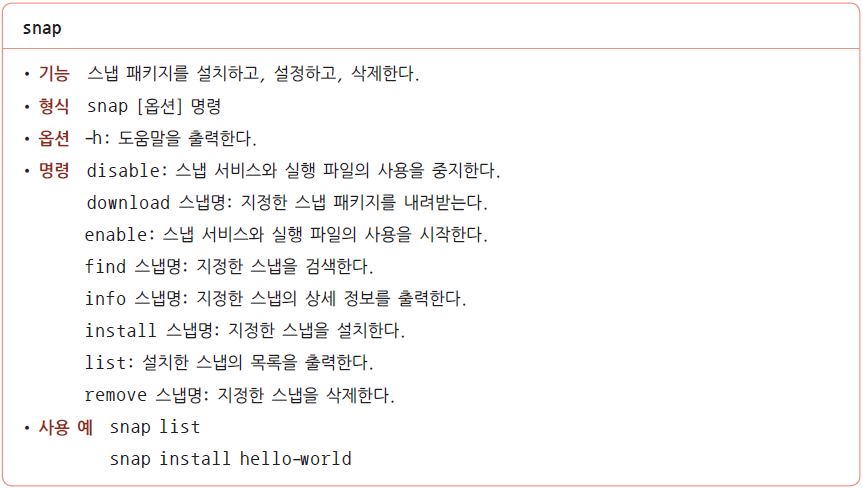 snap
• 기능 스냅 패키지를 설치하고, 설정하고, 삭제한다.
• 형식 snap [옵션] 명령
• 옵션 -h: 도움말을 출력한다.
• 명령 disable: 스냅 서비스와 실행 파일의 사용을 중지한다.
download 스냅명: 지정한 스냅 패키지를 내려받는다.
enable: 스냅 서비스와 실행 파일의 사용을 시작한다.
find 스냅명: 지정한 스냅을 검색한다.
info 스냅명: 지정한 스냅의 상세 정보를 출력한다.
install 스냅명: 지정한 스냅을 설치한다.
list: 설치한 스냅의 목록을 출력한다.
remove 스냅명: 지정한 스냅을 삭제한다.
• 사용 예 snap list
snap install hello-world